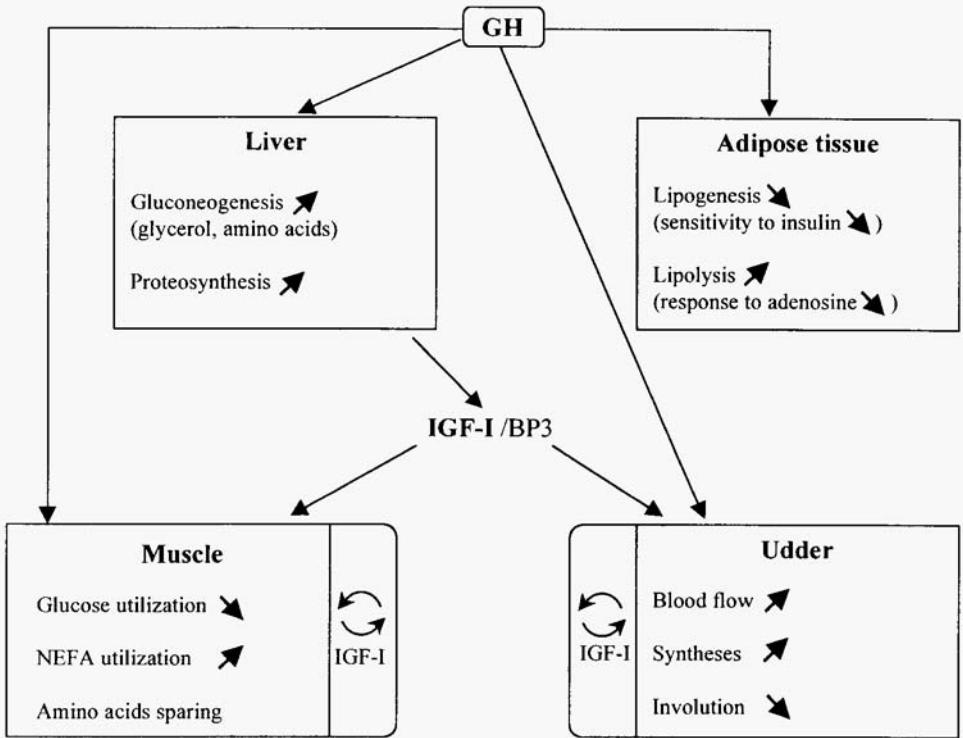 GH
Liver
Gluconeogenesis
(glycerol, amino acids)
Proteosynthesis
Adipose tissue
Lipogenesis
(sensitivity to insulin )
Lipolysis
(response to adenosine )
IGF-I /BP3
Muscle
Glucose utilization
NEFA utilization
Amino acids sparing
IGF-I
IGF-I
Udder
Blood flow
Syntheses
Involution